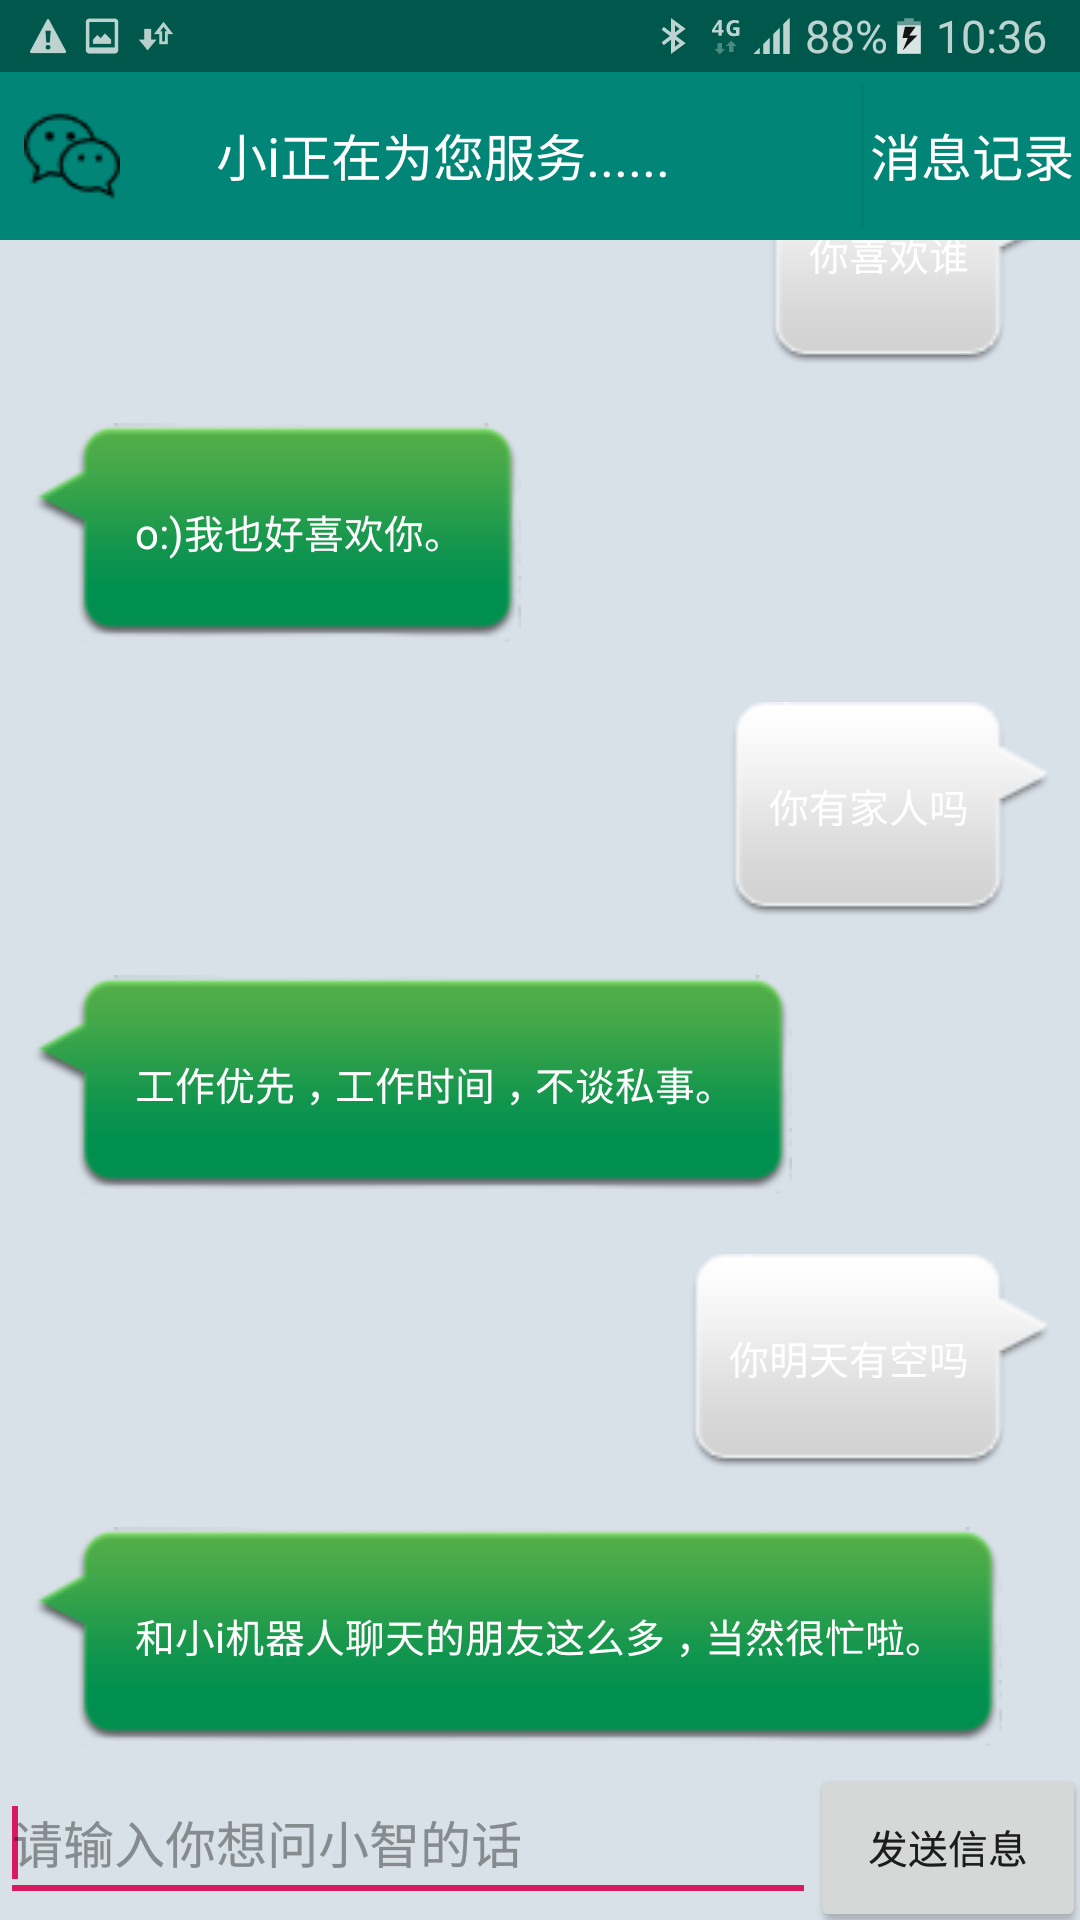 4G 88% 10:36
小i正在为您服务...... 消息记录
你喜欢谁
o:)我也好喜欢你。
你有家人吗
工作优先，工作时间，不谈私事。
你明天有空吗
和小i机器人聊天的朋友这么多，当然很忙啦。
请输入你想问小智的话 发送信息